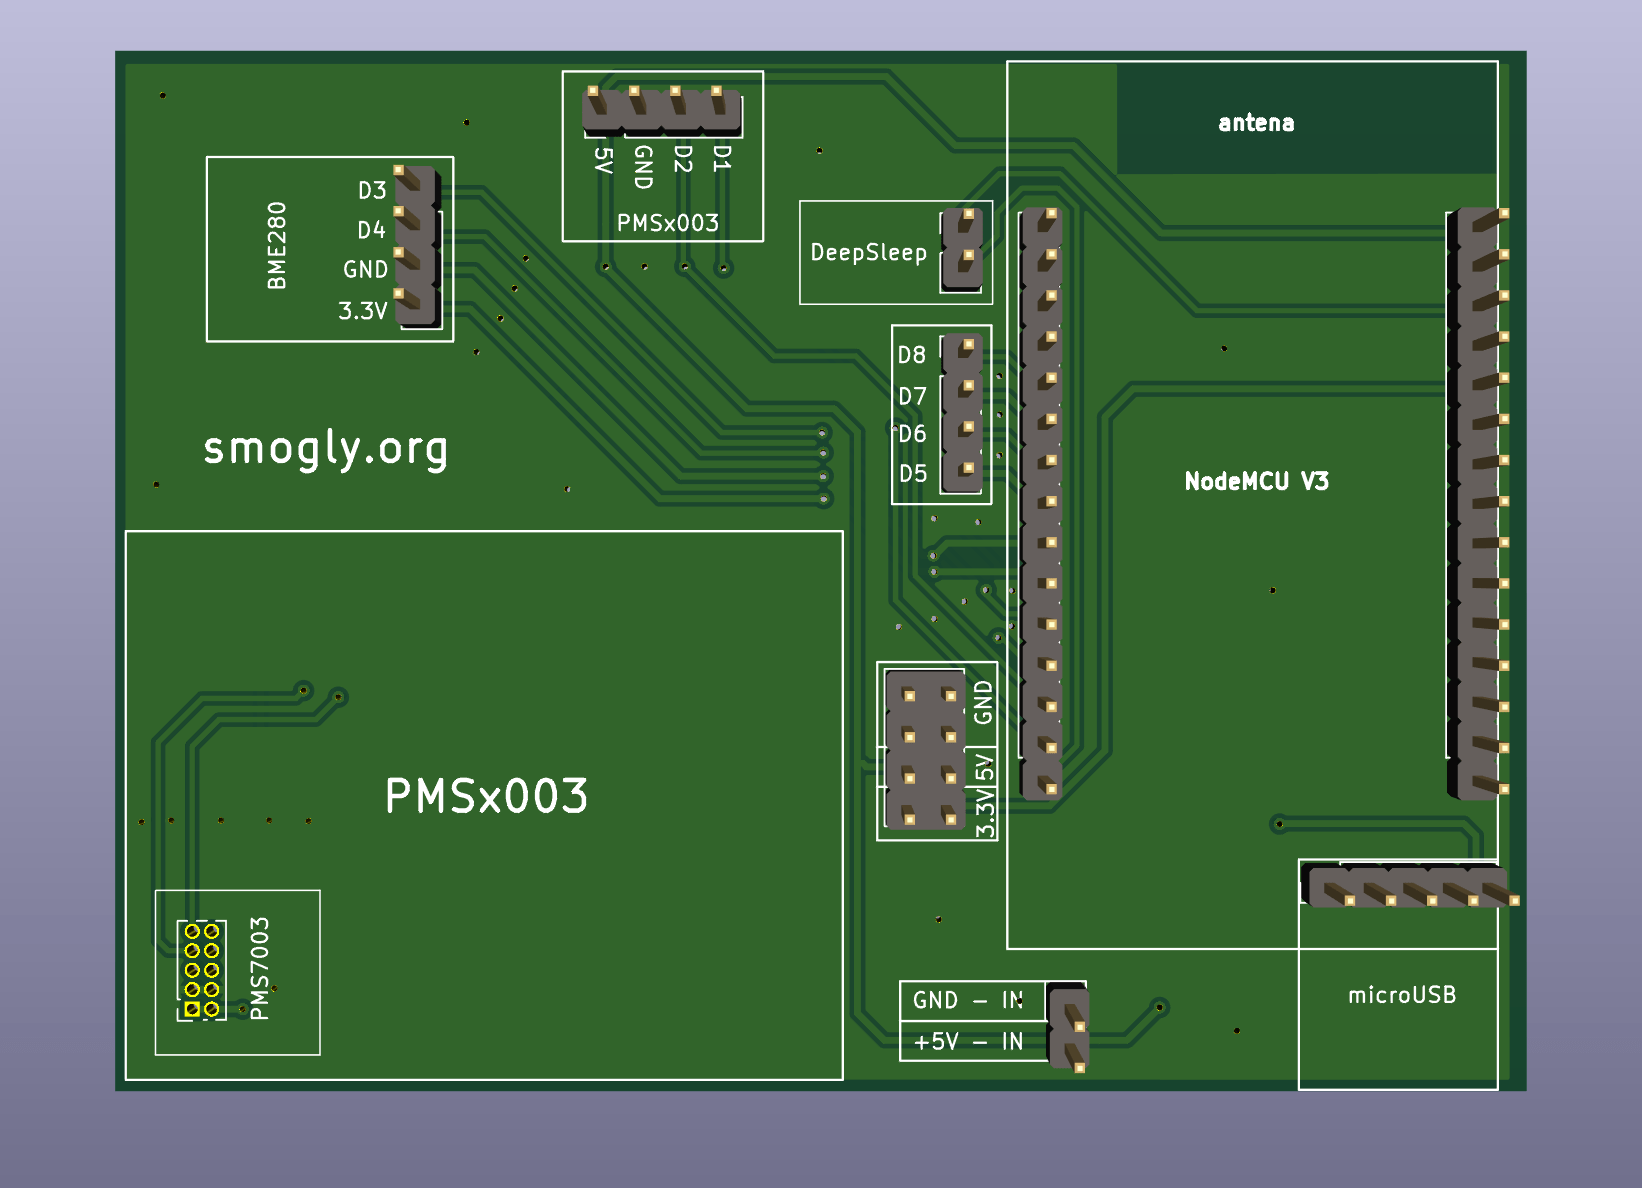 antena
5V
GND
D2
D1
PMSx003
BME280
D3
D4
GND
3.3V
DeepSleep
D8
D7
D6
D5
smogly.org
NodeMCU V3
GND
5V
3.3V
PMSx003
PMS7003
GND - IN
+5V - IN
microUSB